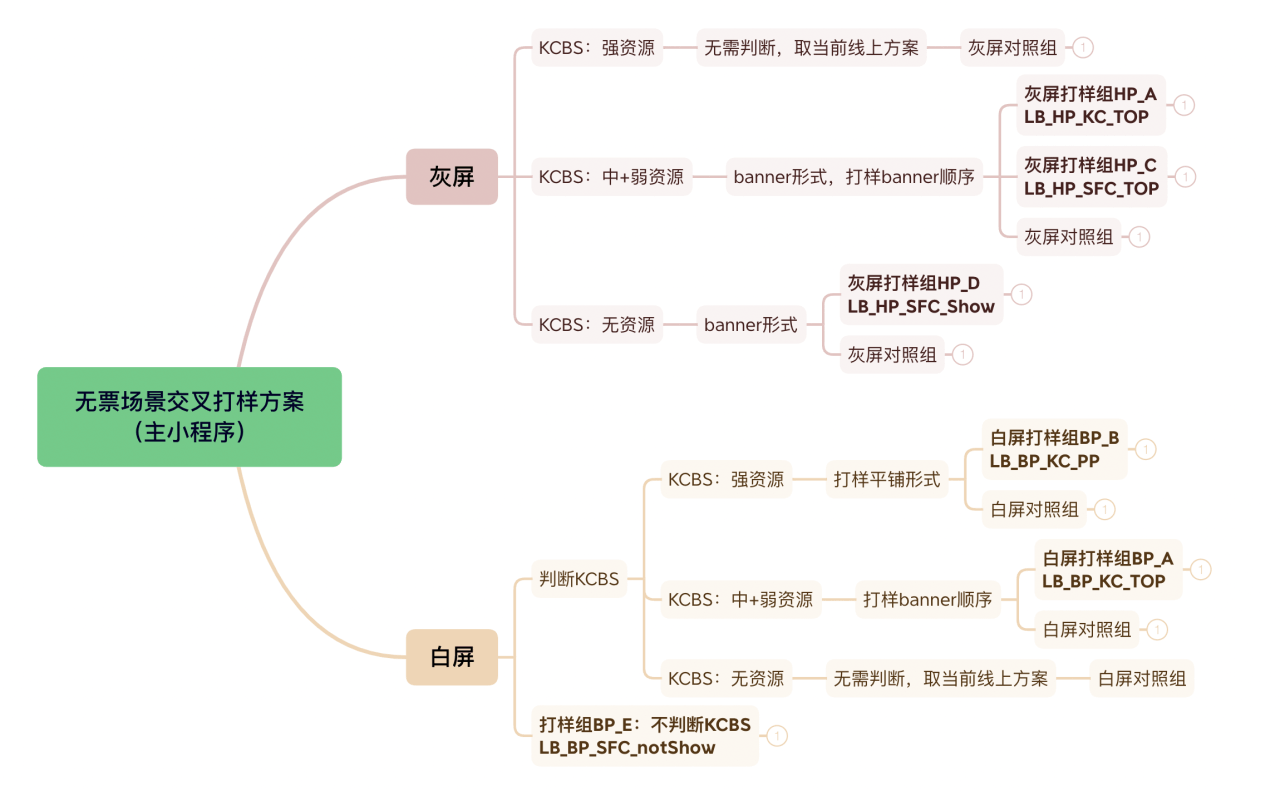 无票场景交叉打样方案
（主小程序）
灰屏
KCBS：强资源
无需判断，取当前线上方案
灰屏对照组
1
KCBS：中+弱资源
banner形式，打样banner顺序
灰屏打样组HP_A
LB_HP_KC_TOP
1
灰屏打样组HP_C
LB_HP_SFC_TOP
1
灰屏对照组
1
KCBS：无资源
banner形式
灰屏打样组HP_D
LB_HP_SFC_Show
1
灰屏对照组
1
白屏
判断KCBS
KCBS：强资源
打样平铺形式
白屏打样组BP_B
LB_BP_KC_PP
1
白屏对照组
1
KCBS：中+弱资源
打样banner顺序
白屏打样组BP_A
LB_BP_KC_TOP
1
白屏对照组
1
KCBS：无资源
无需判断，取当前线上方案
白屏对照组
打样组BP_E：不判断KCBS
LB_BP_SFC_notShow
1